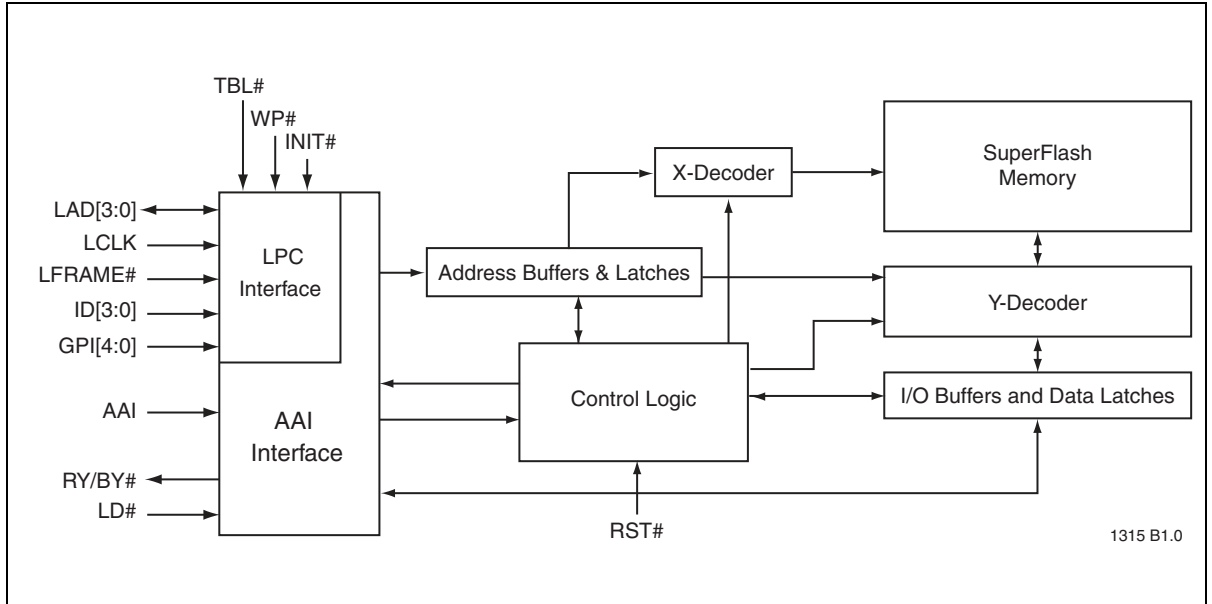 TBL#
WP#
INIT#
LAD[3:0]
LCLK
LFRAME#
ID[3:0]
GPI[4:0]
AAI
RY/BY#
LD#
LPC
Interface
AAI
Interface
Address Buffers & Latches
X-Decoder
SuperFlash
Memory
Y-Decoder
Control Logic
I/O Buffers and Data Latches
RST#
1315 B1.0